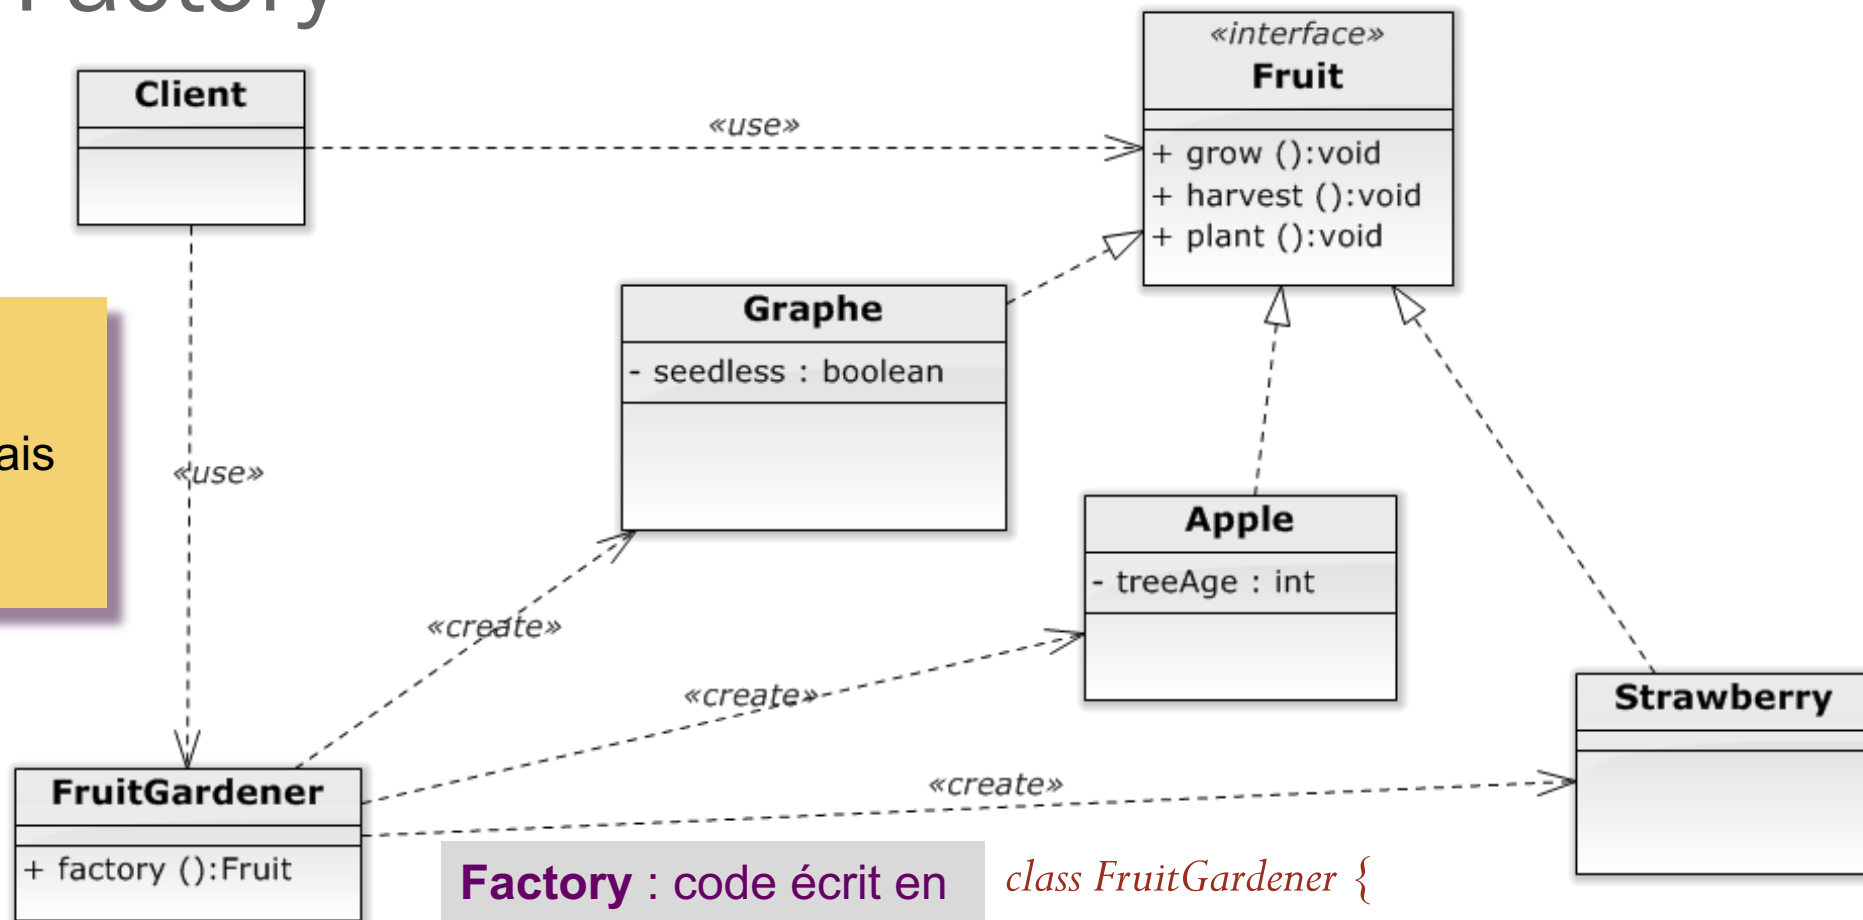 Factory
Client
«use»
«interface»
Fruit
+ grow ():void
+ harvest ():void
+ plant ():void
Graphe
- seedless : boolean
ais
«use»
Apple
- treeAge : int
«create»
«create»
Strawberry
«create»
FruitGardener
+ factory ():Fruit
Factory : code écrit en
class FruitGardener {